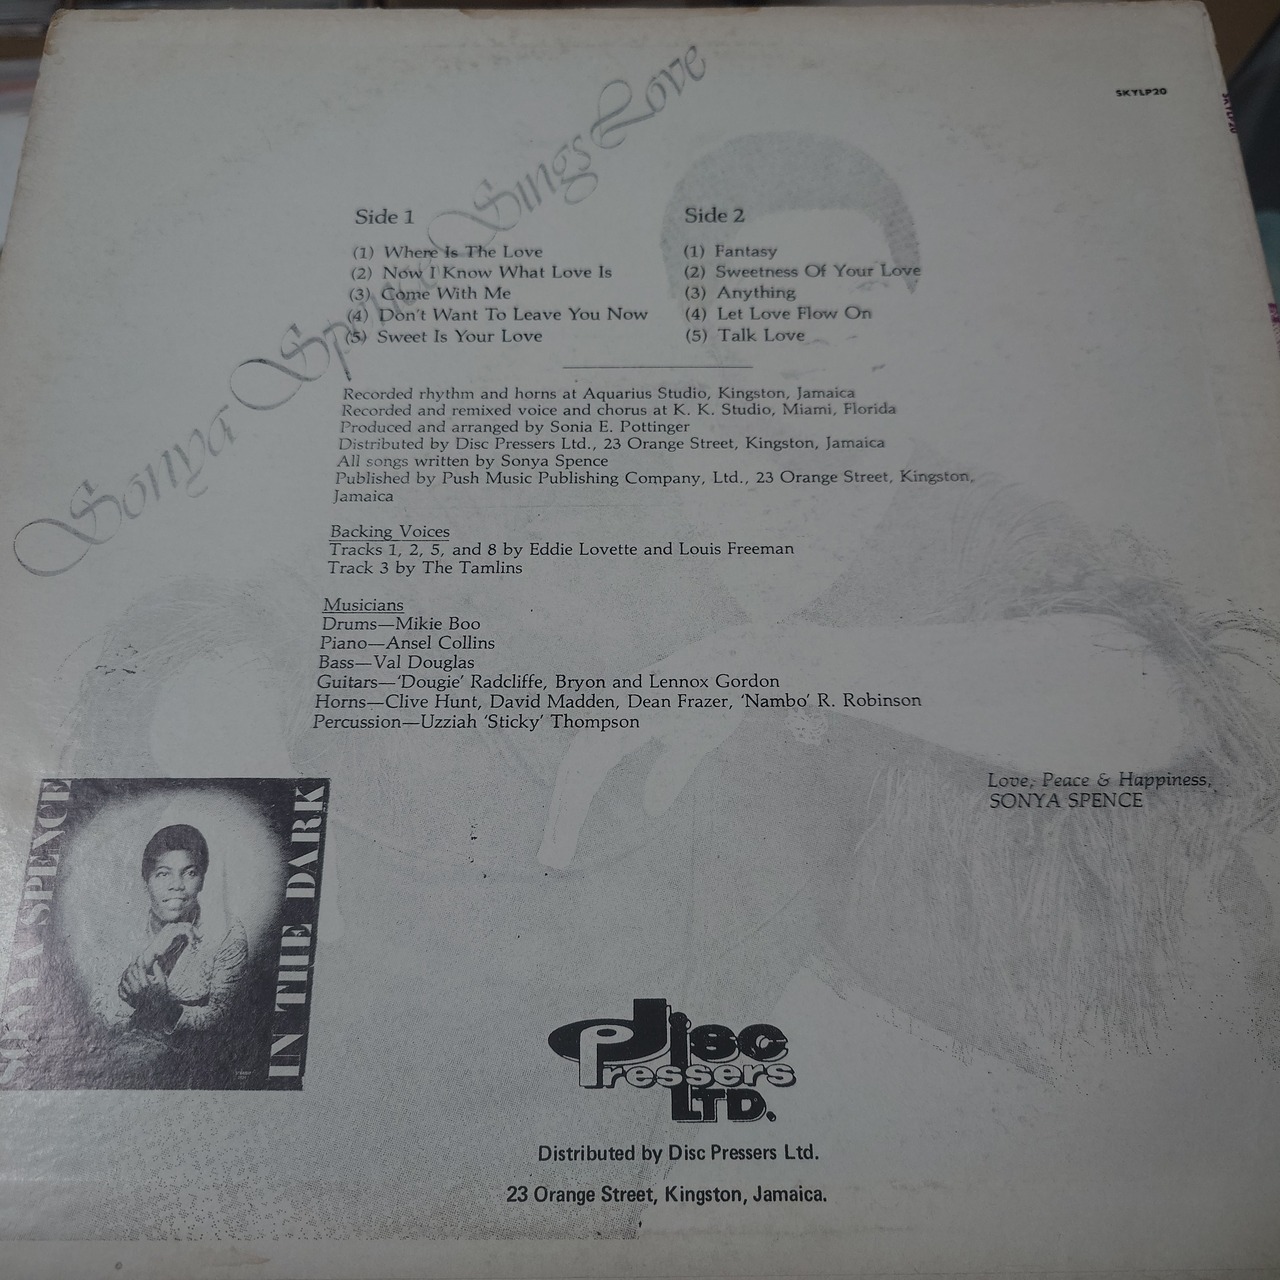 SKYLP20
Sonya Spence Sings Love
Side 1
(1) Where Is The Love
(2) Now I Know What Love Is
(3) Come With Me
(4) Don't Want To Leave You Now
(5) Sweet Is Your Love
Side 2
(1) Fantasy
(2) Sweetness Of Your Love
(3) Anything
(4) Let Love Flow On
(5) Talk Love
Recorded rhythm and horns at Aquarius Studio, Kingston, Jamaica
Recorded and remixed voice and chorus at K. K. Studio, Miami, Florida
Produced and arranged by Sonia E. Pottinger
Distributed by Disc Pressers Ltd., 23 Orange Street, Kingston, Jamaica
All songs written by Sonya Spence
Published by Push Music Publishing Company, Ltd., 23 Orange Street, Kingston,
Jamaica
Backing Voices
Tracks 1, 2, 5, and 8 by Eddie Lovette and Louis Freeman
Track 3 by The Tamlins
Musicians
Drums—Mikie Boo
Piano—Ansel Collins
Bass—Val Douglas
Guitars—'Dougie' Radcliffe, Bryon and Lennox Gordon
Horns—Clive Hunt, David Madden, Dean Frazer, 'Nambo' R. Robinson
Percussion—Uzziah 'Sticky' Thompson
Love, Peace & Happiness,
SONYA SPENCE
SONYA SPENCE
IN THE DARK
Disc
Pressers
LTD.
Distributed by Disc Pressers Ltd.
23 Orange Street, Kingston, Jamaica.